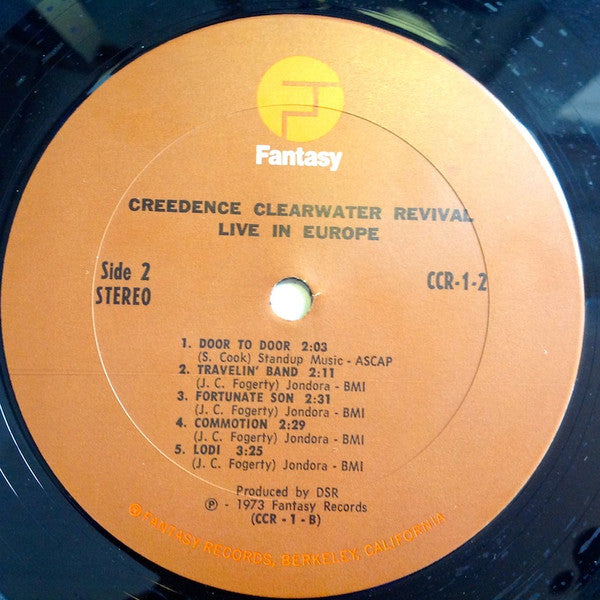 Fantasy
CREEDENCE CLEARWATER REVIVAL
LIVE IN EUROPE
Side 2
STEREO
CCR-1-2
1. DOOR TO DOOR 2:03
(S. Cook) Standup Music - ASCAP
2. TRAVELIN' BAND 2:11
(J. C. Fogerty) Jondora - BMI
3. FORTUNATE SON 2:31
(J. C. Fogerty) Jondora - BMI
4. COMMOTION 2:29
(J. C. Fogerty) Jondora - BMI
5. LODI 3:25
(J. C. Fogerty) Jondora - BMI
Produced by DSR
℗ - 1973 Fantasy Records
(CCR - 1 - B)
© FANTASY RECORDS, BERKELEY, CALIFORNIA